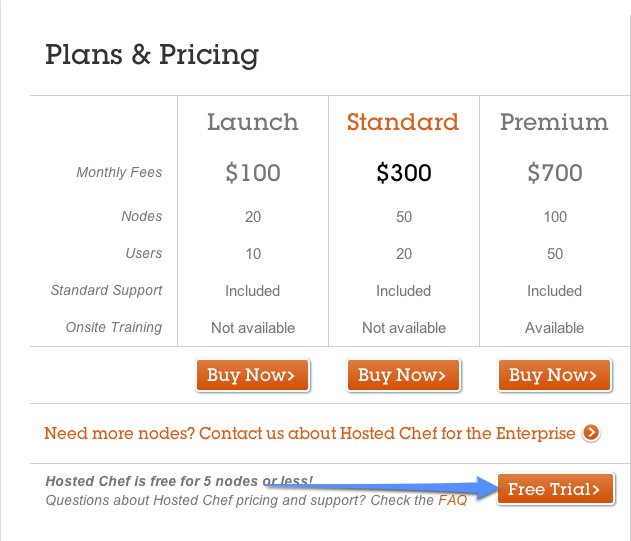 Plans & Pricing
Launch Standard Premium
Monthly Fees $100 $300 $700
Nodes 20 50 100
Users 10 20 50
Standard Support Included Included Included
Onsite Training Not available Not available Available
Buy Now> Buy Now> Buy Now>
Need more nodes? Contact us about Hosted Chef for the Enterprise >
Hosted Chef is free for 5 nodes or less!
Questions about Hosted Chef pricing and support? Check the FAQ
Free Trial>